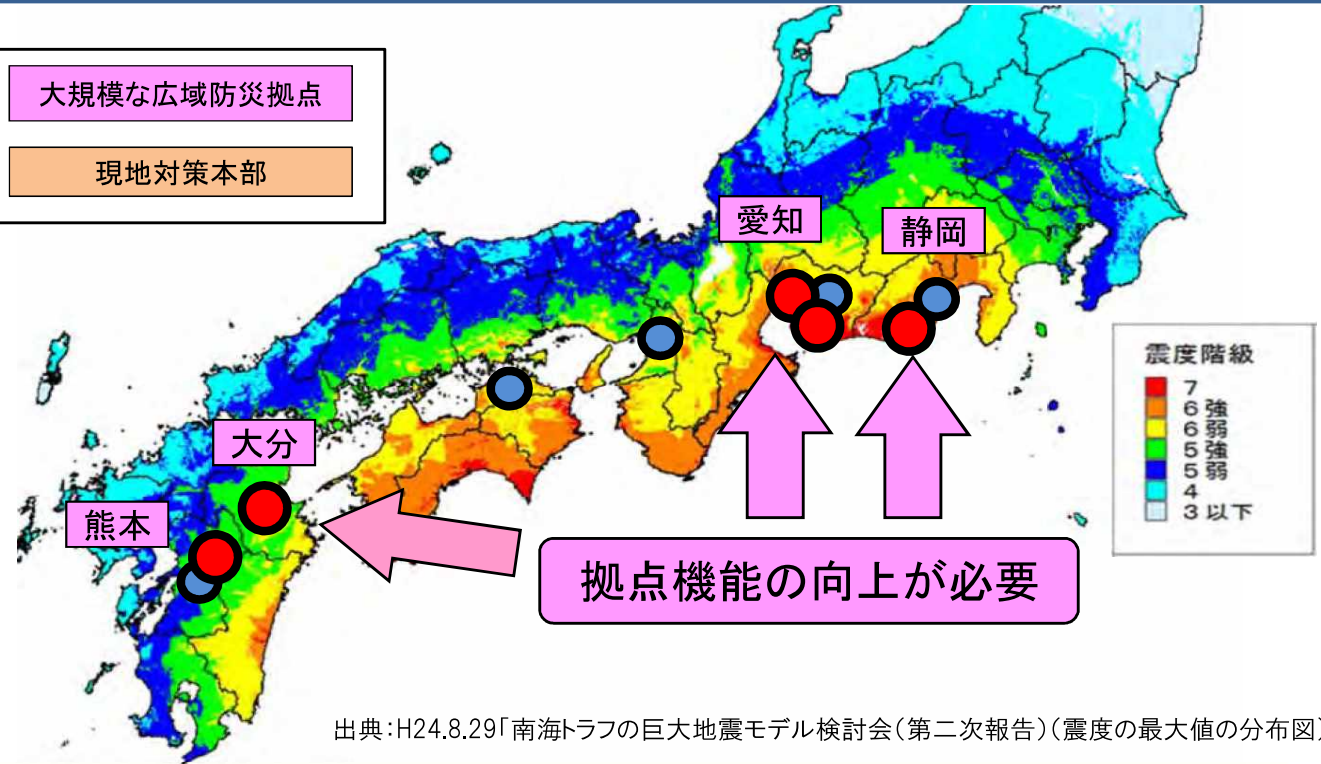 大規模な広域防災拠点
現地対策本部
愛知
静岡
大分
熊本
震度階級
7
6強
6弱
5強
5弱
4
3以下
拠点機能の向上が必要
出典:H24.8.29「南海トラフの巨大地震モデル検討会(第二次報告)(震度の最大値の分布図)